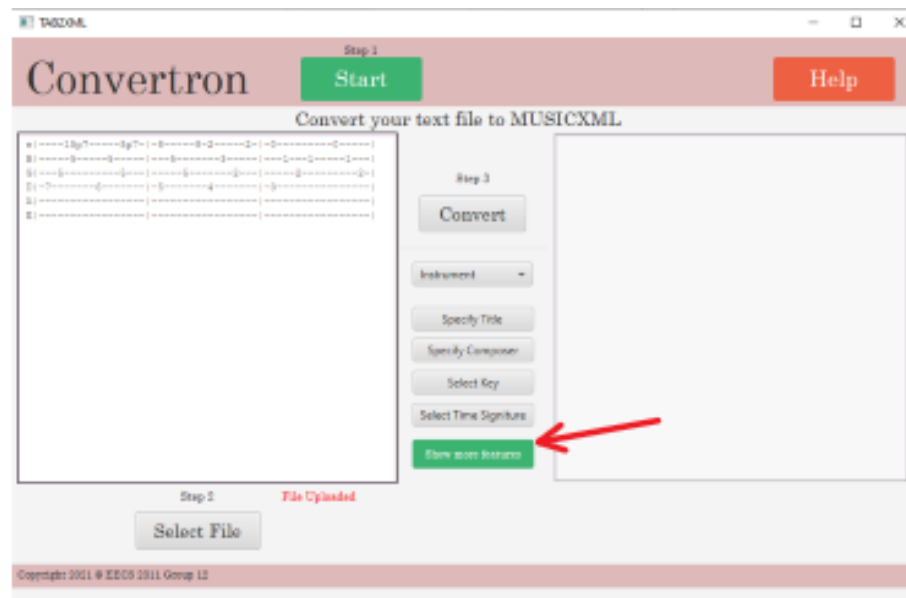 TAB2XML
Step 1
Convertron
Start
Help
Convert your text file to MUSICXML
Step 3
Convert
Instrument
Specify Title
Specify Composer
Select Key
Select Time Signiture
Show more features
Step 2
File Uploaded
Select File
Copyright 2021 @ EECS 2311 Group 12